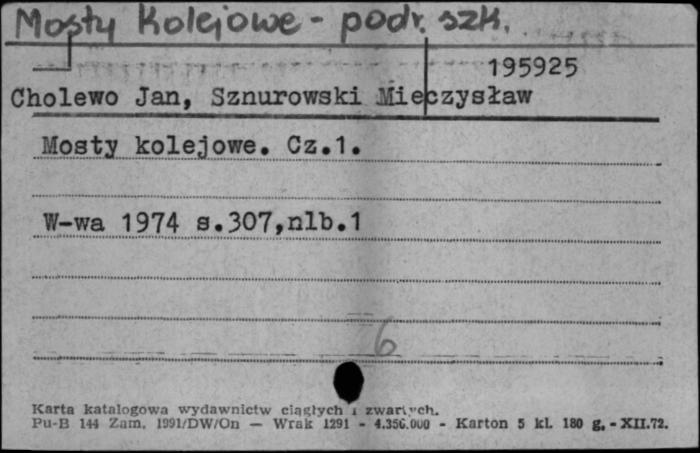 Mosty Kolejowe - podr. szk.
195925
Cholewo Jan, Sznurowski Mieczysław
Mosty kolejowe. Cz.1.
W-wa 1974 s.307,nlb.1
6
Karta katalogowa wydawnictw ciągłych i zwartych.
Pu-B 144 Zam. 1991/DW/On — Wrak 1291 - 4.356.000 - Karton 5 kl. 180 g. - XII.72.